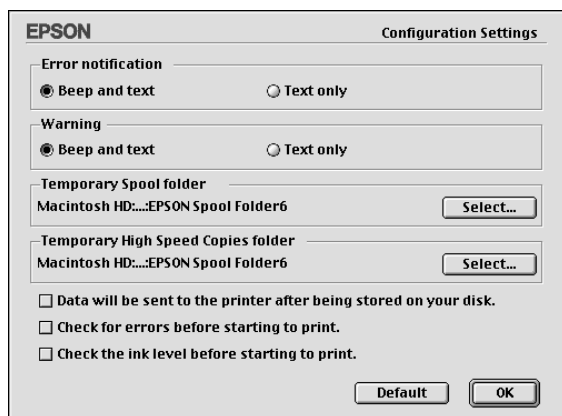 EPSON Configuration Settings
Error notification
Beep and text Text only
Warning
Beep and text Text only
Temporary Spool folder
Macintosh HD:...:EPSON Spool Folder6 Select...
Temporary High Speed Copies folder
Macintosh HD:...:EPSON Spool Folder6 Select...
Data will be sent to the printer after being stored on your disk.
Check for errors before starting to print.
Check the ink level before starting to print.
Default OK